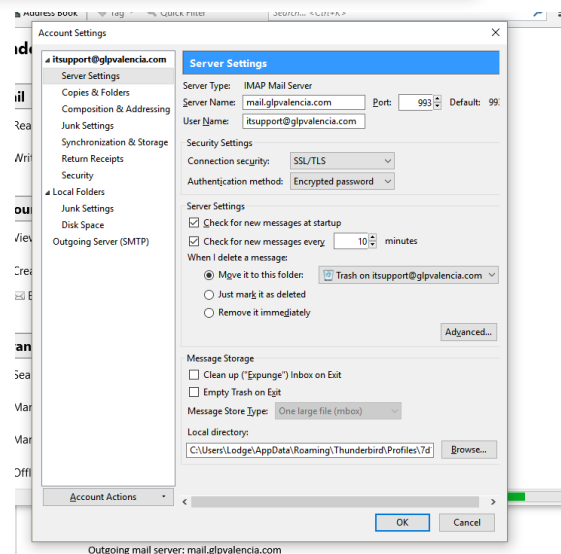 Address Book Tag Quick Filter Search... <Ctrl+K>
Account Settings
itsupport@glpvalencia.com
Server Settings
Copies & Folders
Composition & Addressing
Junk Settings
Synchronization & Storage
Return Receipts
Security
Local Folders
Junk Settings
Disk Space
Outgoing Server (SMTP)
Account Actions
Server Settings
Server Type: IMAP Mail Server
Server Name: mail.glpvalencia.com Port: 993 Default: 99
User Name: itsupport@glpvalencia.com
Security Settings
Connection security: SSL/TLS
Authentication method: Encrypted password
Server Settings
Check for new messages at startup
Check for new messages every 10 minutes
When I delete a message:
Move it to this folder: Trash on itsupport@glpvalencia.com
Just mark it as deleted
Remove it immediately
Advanced...
Message Storage
Clean up ("Expunge") Inbox on Exit
Empty Trash on Exit
Message Store Type: One large file (mbox)
Local directory:
C:\Users\Lodge\AppData\Roaming\Thunderbird\Profiles\7d Browse...
OK Cancel
Outgoing mail server: mail.glpvalencia.com